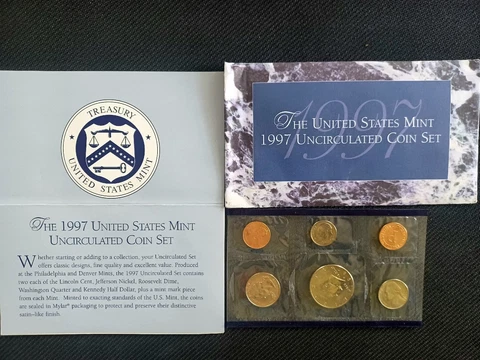 TREASURY
UNITED STATES MINT
THE 1997 UNITED STATES MINT
UNCIRCULATED COIN SET
Whether starting or adding to a collection, your Uncirculated Set
offers classic designs, fine quality and excellent value. Produced
at the Philadelphia and Denver Mints, the 1997 Uncirculated Set contains
two each of the Lincoln Cent, Jefferson Nickel, Roosevelt Dime,
Washington Quarter and Kennedy Half Dollar, plus a mint mark piece
from each Mint. Minted to exacting standards of the U.S. Mint, the coins
are sealed in Mylar® packaging to protect and preserve their distinctive
satin-like finish.
1997
THE UNITED STATES MINT
1997 UNCIRCULATED COIN SET